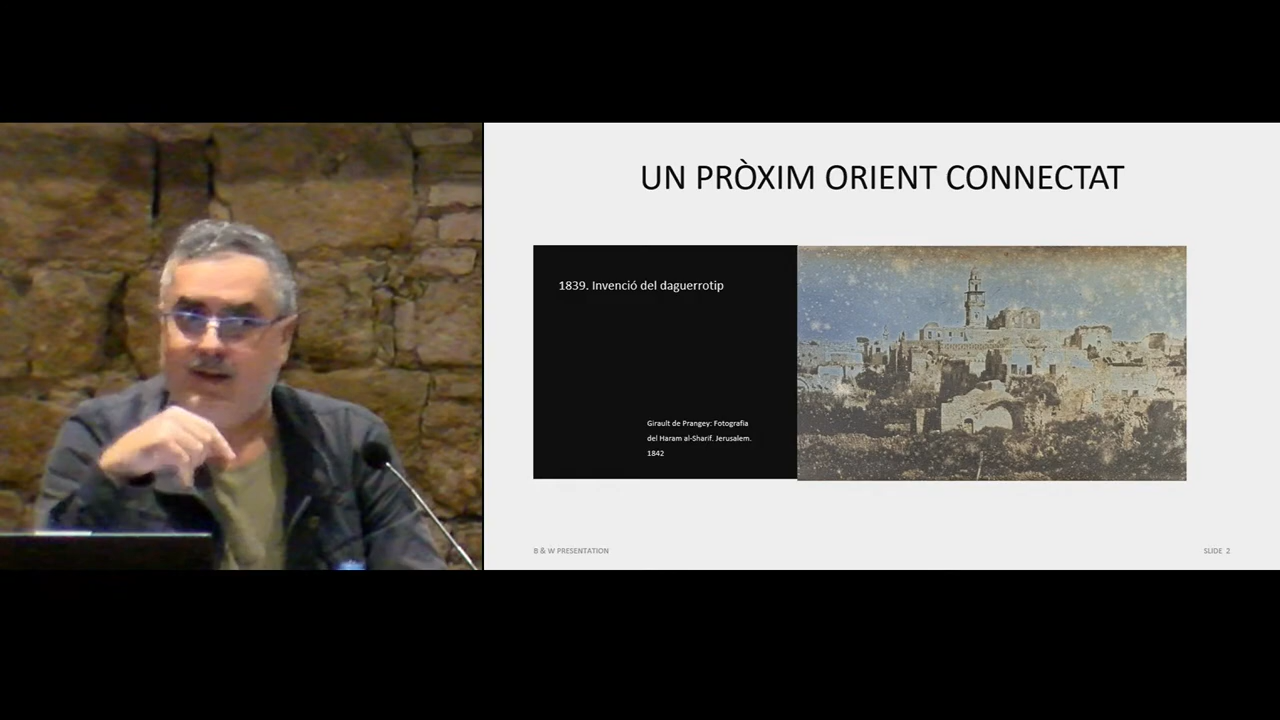 UN PRÒXIM ORIENT CONNECTAT
1839. Invenció del daguerrotip
Girault de Prangey: Fotografia
del Haram al-Sharif. Jerusalem.
1842
B & W PRESENTATION
SLIDE 2